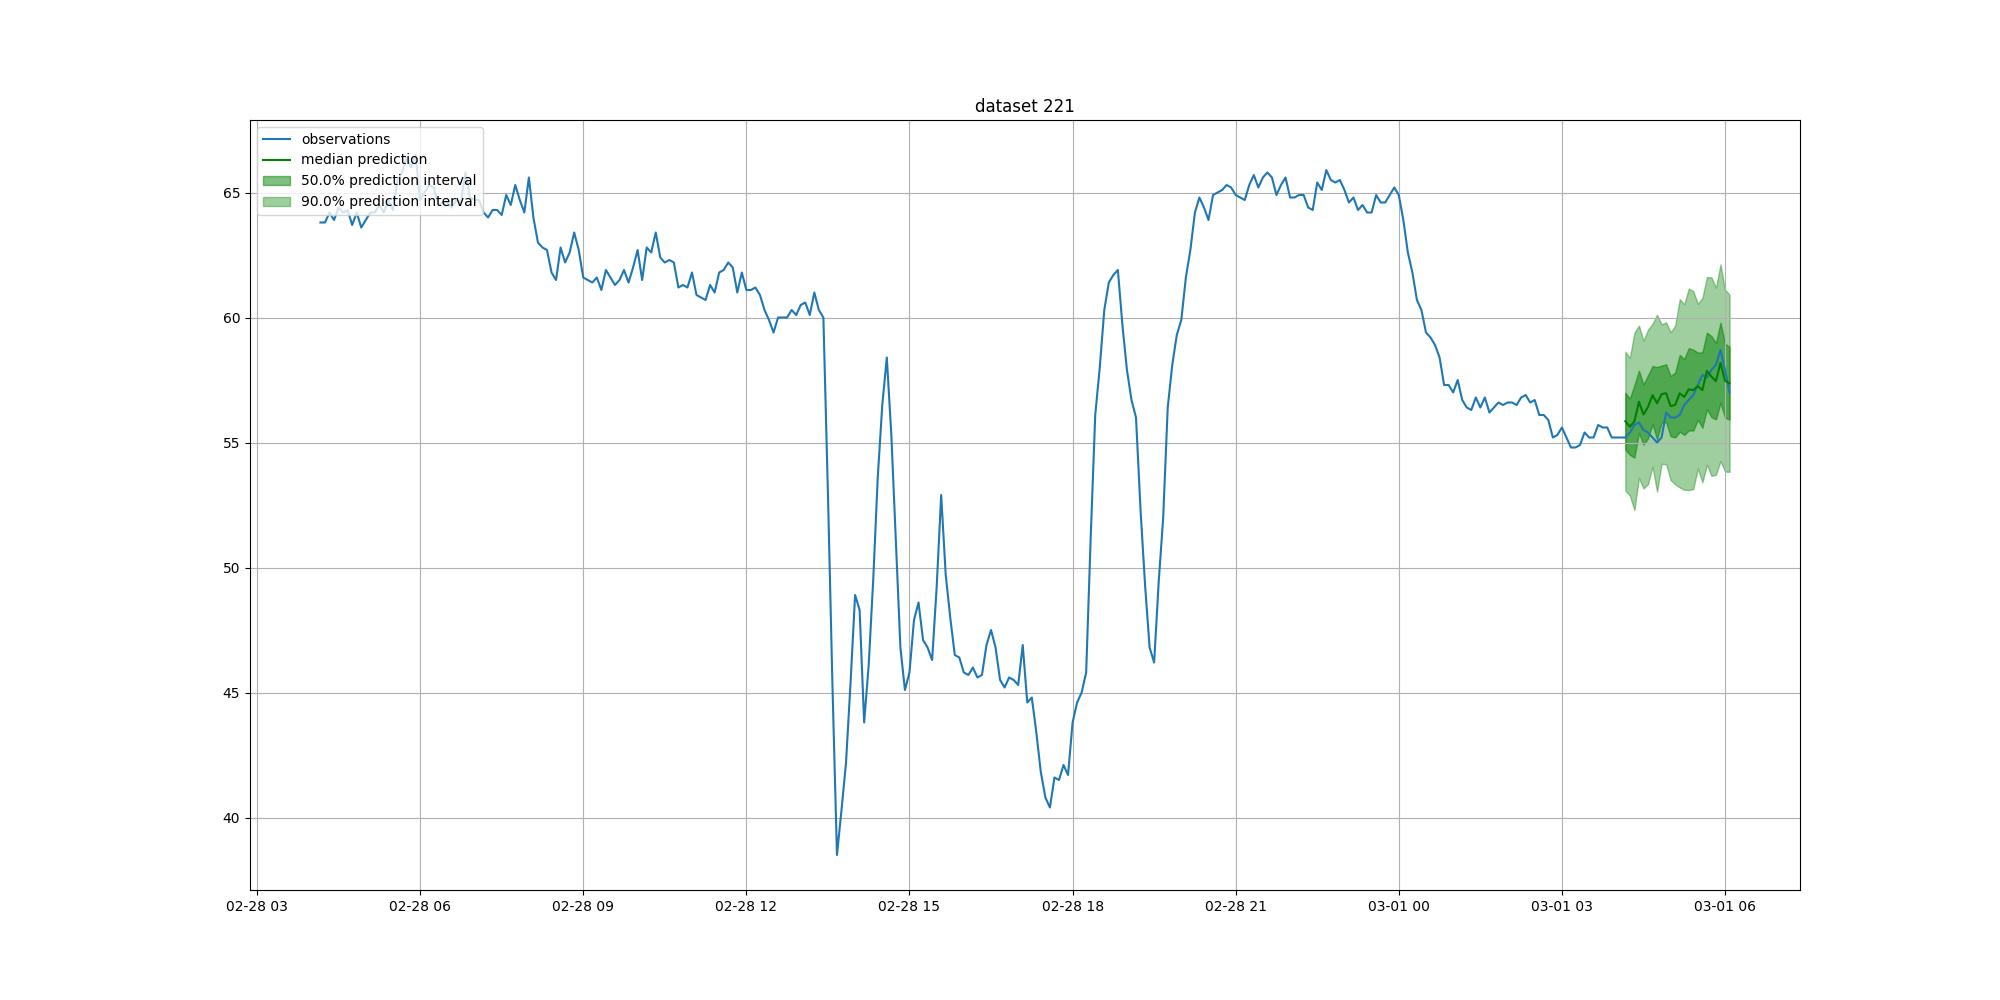 dataset 221
observations
median prediction
50.0% prediction interval
90.0% prediction interval
65
60
55
50
45
40
02-28 03 02-28 06 02-28 09 02-28 12 02-28 15 02-28 18 02-28 21 03-01 00 03-01 03 03-01 06